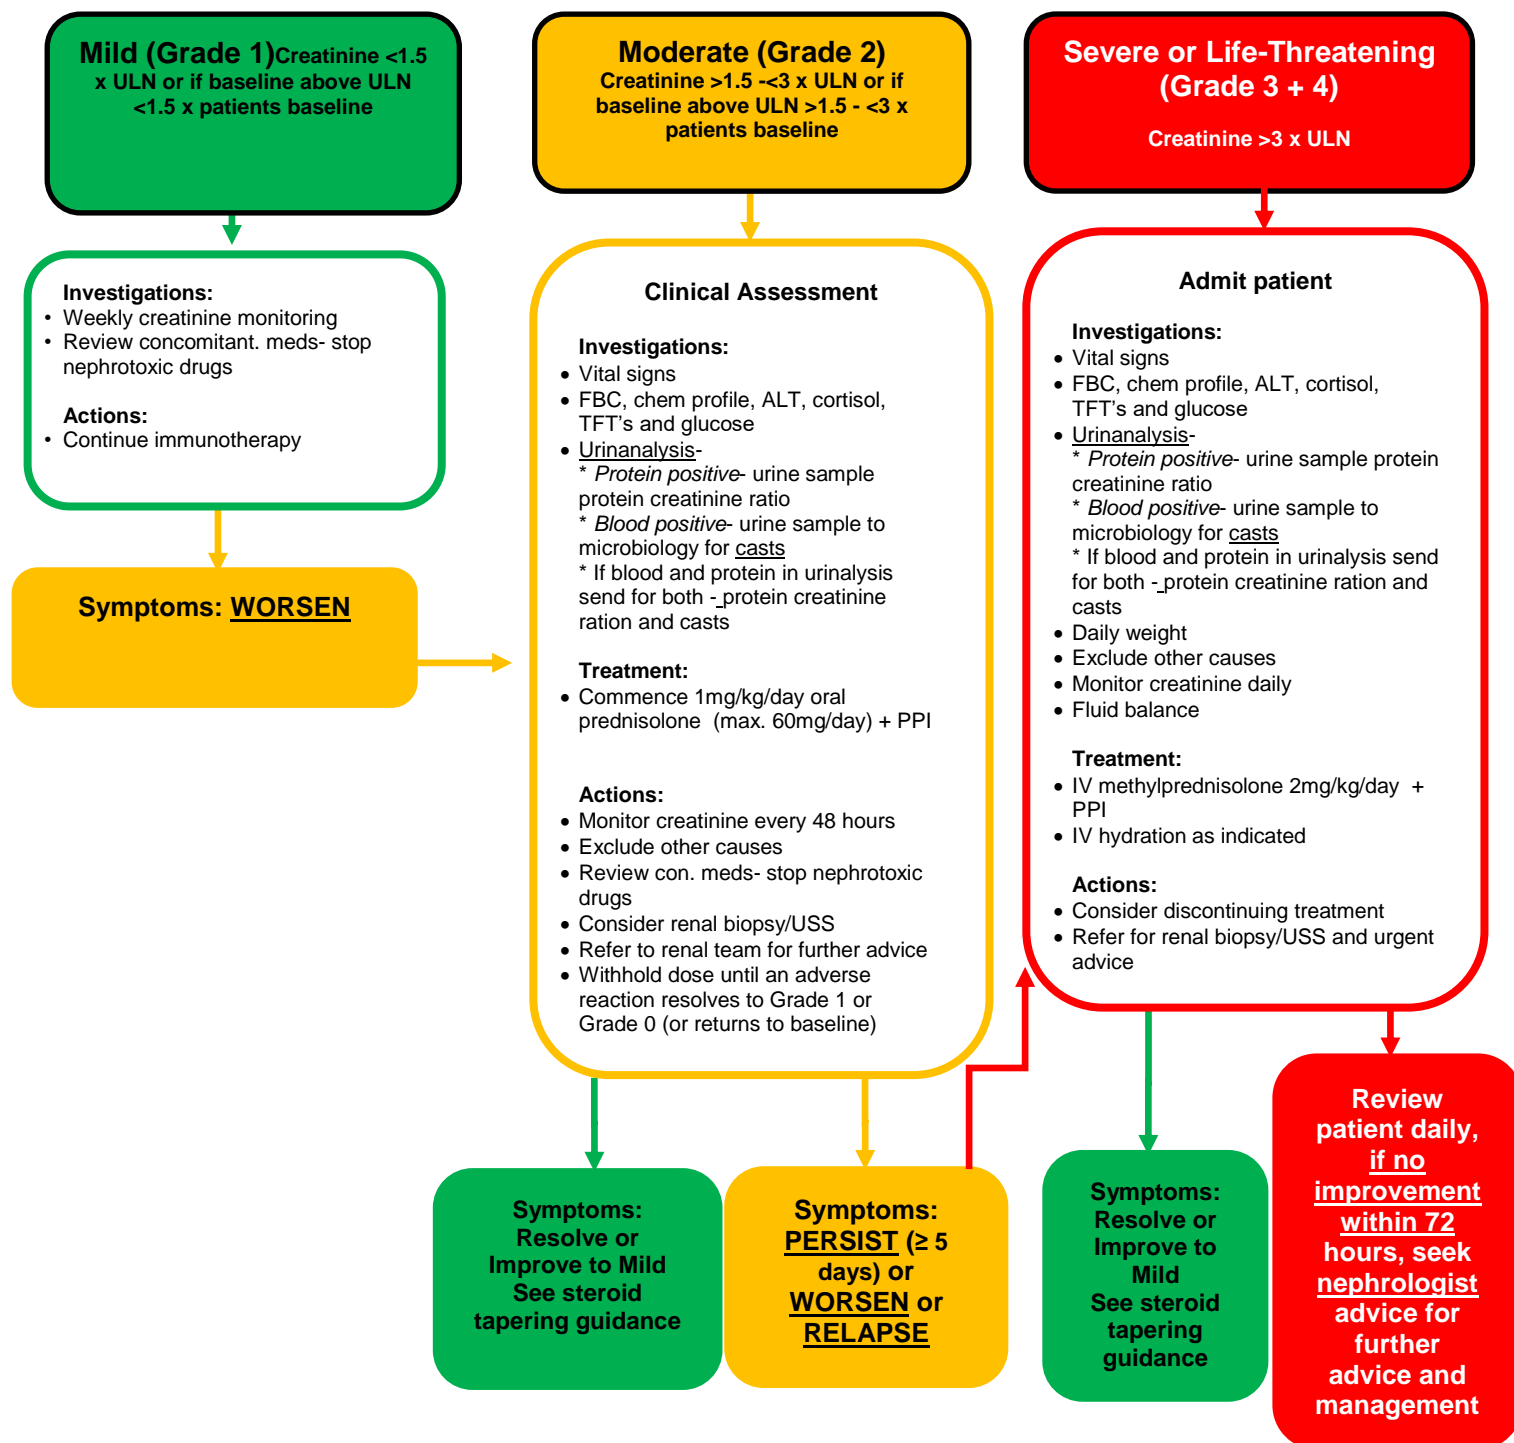 Mild (Grade 1)Creatinine <1.5
x ULN or if baseline above ULN
<1.5 x patients baseline
Investigations:
• Weekly creatinine monitoring
• Review concomitant. meds- stop
nephrotoxic drugs
Actions:
• Continue immunotherapy
Symptoms: WORSEN
Moderate (Grade 2)
Creatinine >1.5 -<3 x ULN or if
baseline above ULN >1.5 - <3 x
patients baseline
Clinical Assessment
Investigations:
• Vital signs
• FBC, chem profile, ALT, cortisol,
TFT's and glucose
• Urinanalysis-
* Protein positive- urine sample
protein creatinine ratio
* Blood positive- urine sample to
microbiology for casts
* If blood and protein in urinalysis
send for both - protein creatinine
ration and casts
Treatment:
• Commence 1mg/kg/day oral
prednisolone (max. 60mg/day) + PPI
Actions:
• Monitor creatinine every 48 hours
• Exclude other causes
• Review con. meds- stop nephrotoxic
drugs
• Consider renal biopsy/USS
• Refer to renal team for further advice
• Withhold dose until an adverse
reaction resolves to Grade 1 or
Grade 0 (or returns to baseline)
Symptoms:
Resolve or
Improve to Mild
See steroid
tapering guidance
Symptoms:
PERSIST (≥ 5
days) or
WORSEN or
RELAPSE
Severe or Life-Threatening
(Grade 3 + 4)
Creatinine >3 x ULN
Admit patient
Investigations:
• Vital signs
• FBC, chem profile, ALT, cortisol,
TFT's and glucose
• Urinanalysis-
* Protein positive- urine sample protein
creatinine ratio
* Blood positive- urine sample to
microbiology for casts
* If blood and protein in urinalysis send
for both - protein creatinine ration and
casts
• Daily weight
• Exclude other causes
• Monitor creatinine daily
• Fluid balance
Treatment:
• IV methylprednisolone 2mg/kg/day +
PPI
• IV hydration as indicated
Actions:
• Consider discontinuing treatment
• Refer for renal biopsy/USS and urgent
advice
Symptoms:
Resolve or
Improve to
Mild
See steroid
tapering
guidance
Review
patient daily,
if no
improvement
within 72
hours, seek
nephrologist
advice for
further
advice and
management